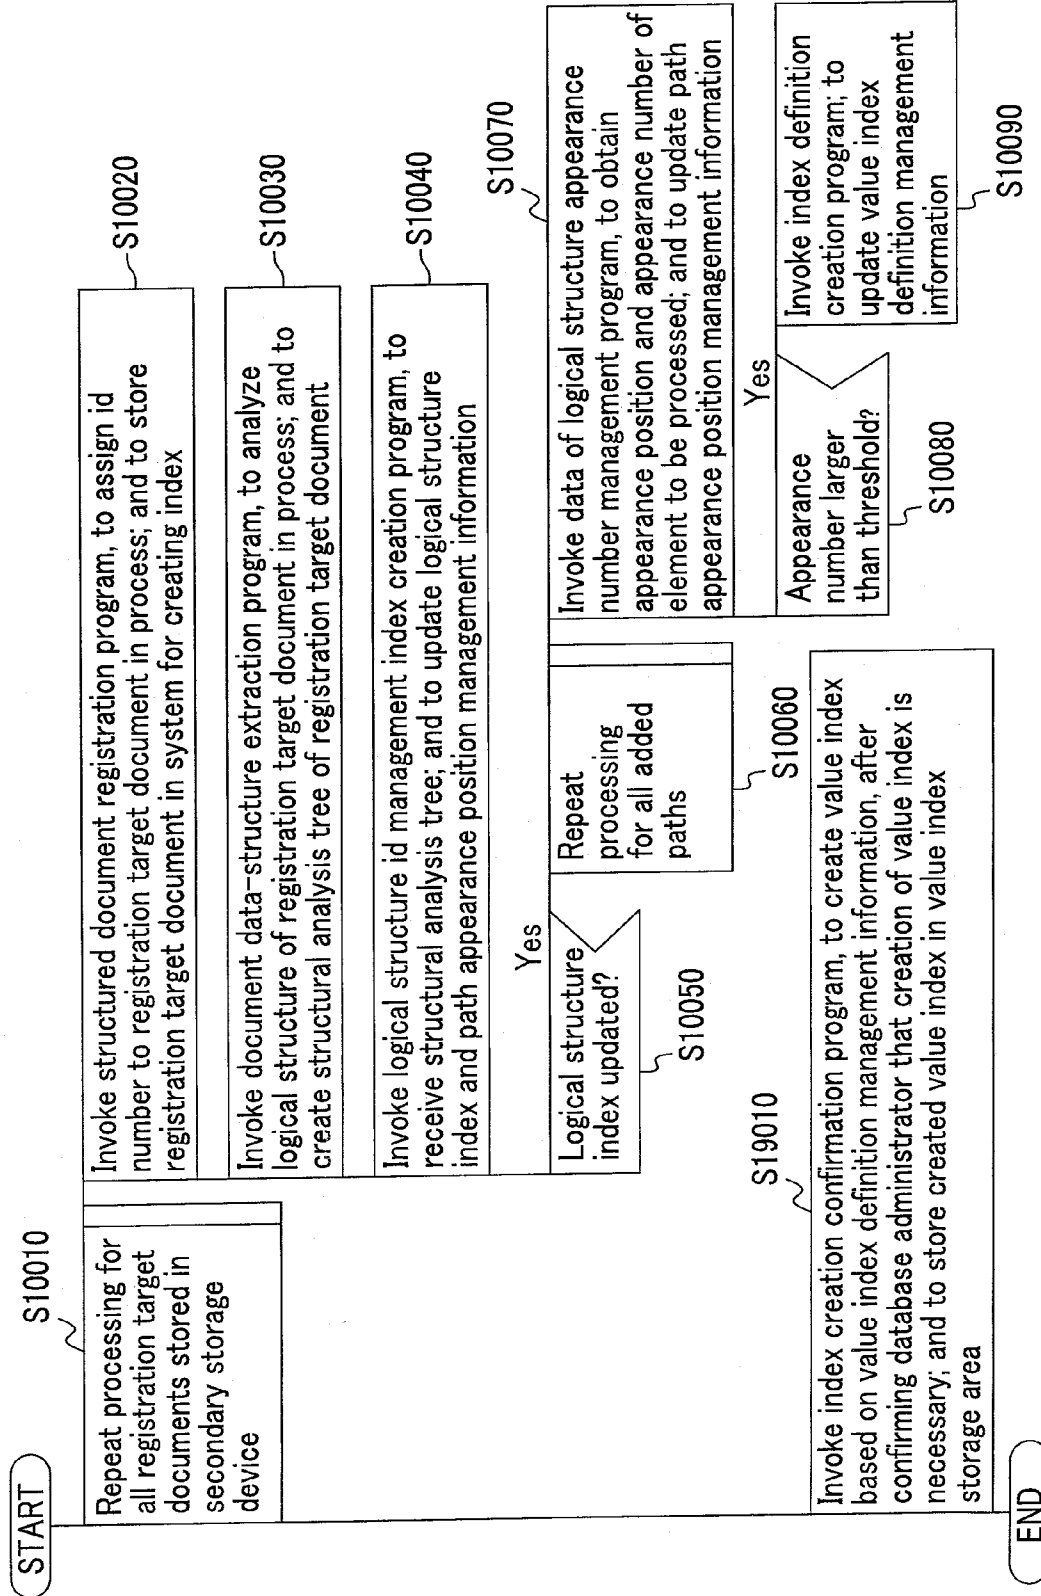 START
S10010
Repeat processing for
all registration target
documents stored in
secondary storage
device
S10020
Invoke structured document registration program, to assign id
number to registration target document in process; and to store
registration target document in system for creating index
S10030
Invoke document data-structure extraction program, to analyze
logical structure of registration target document in process; and to
create structural analysis tree of registration target document
S10040
Invoke logical structure id management index creation program, to
receive structural analysis tree; and to update logical structure
index and path appearance position management information
Yes
Logical structure
index updated?
S10050
Repeat
processing
for all added
paths
S10060
S10070
Invoke data of logical structure appearance
number management program, to obtain
appearance position and appearance number of
element to be processed; and to update path
appearance position management information
Yes
Appearance
number larger
than threshold?
S10080
Invoke index definition
creation program; to
update value index
definition management
information
S10090
S19010
Invoke index creation confirmation program, to create value index
based on value index definition management information, after
confirming database administrator that creation of value index is
necessary; and to store created value index in value index
storage area
END